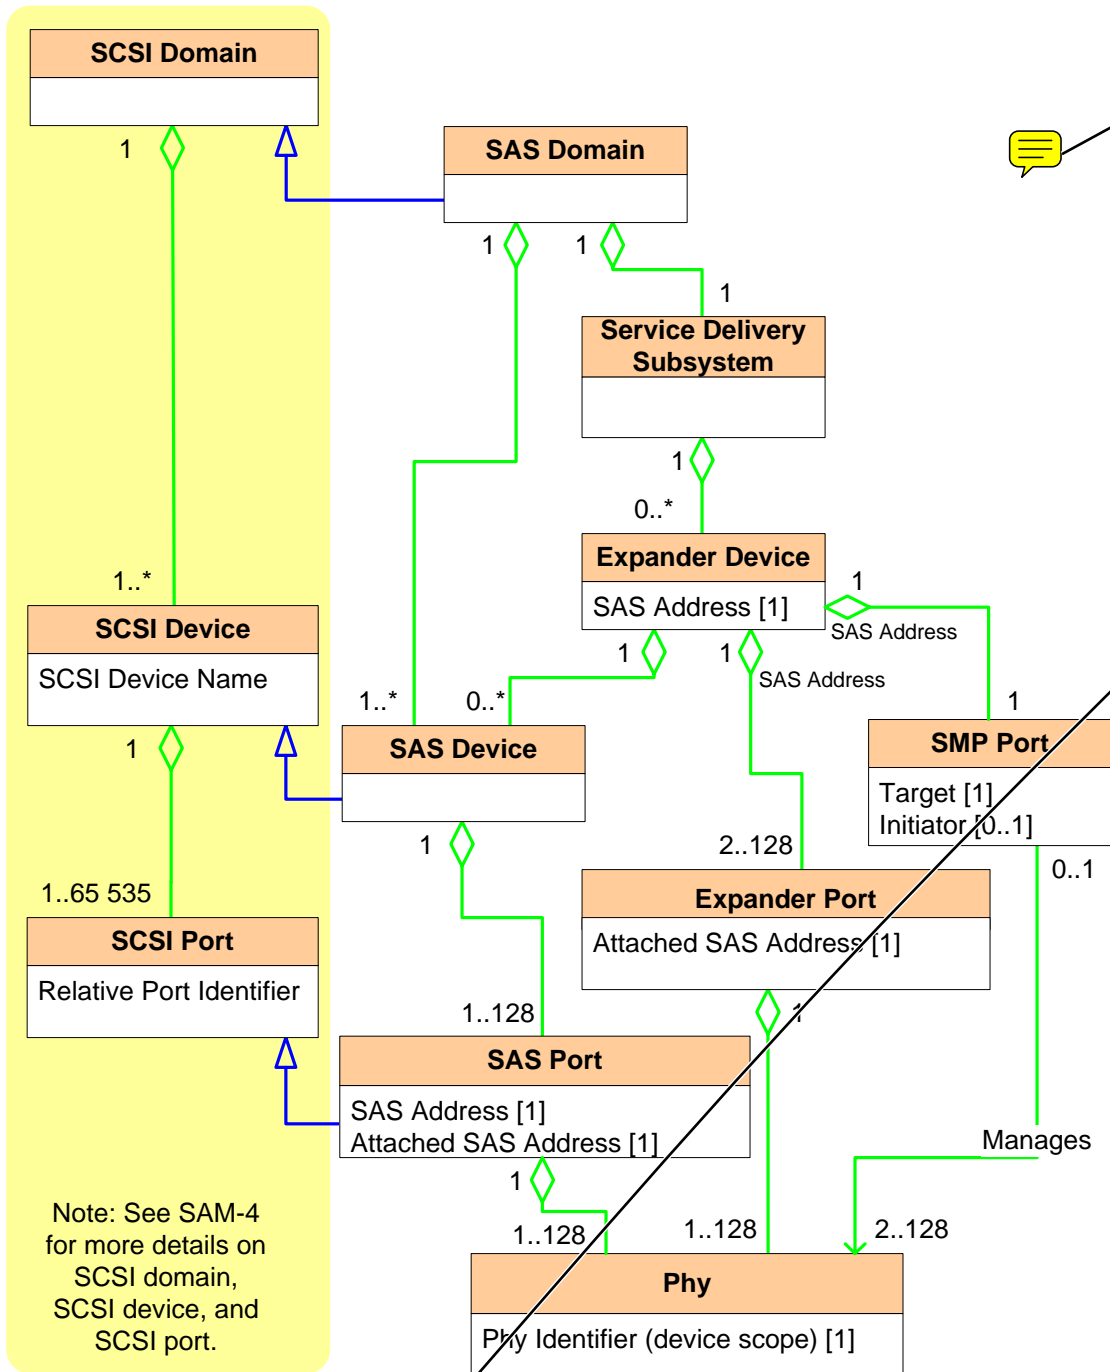 SCSI Domain
1
SAS Domain
1
1
1
Service Delivery
Subsystem
1
0..*
Expander Device
SAS Address [1]
1
SAS Address
1
1
SAS Address
1..*
SCSI Device
SCSI Device Name
1
1..*
0..*
SAS Device
1
1
SMP Port
Target [1]
Initiator [0..1]
0..1
2..128
Expander Port
Attached SAS Address [1]
1
1..65 535
SCSI Port
Relative Port Identifier
1..128
SAS Port
SAS Address [1]
Attached SAS Address [1]
1
Manages
1..128
1..128
2..128
Phy
Phy Identifier (device scope) [1]
Note: See SAM-4
for more details on
SCSI domain,
SCSI device, and
SCSI port.